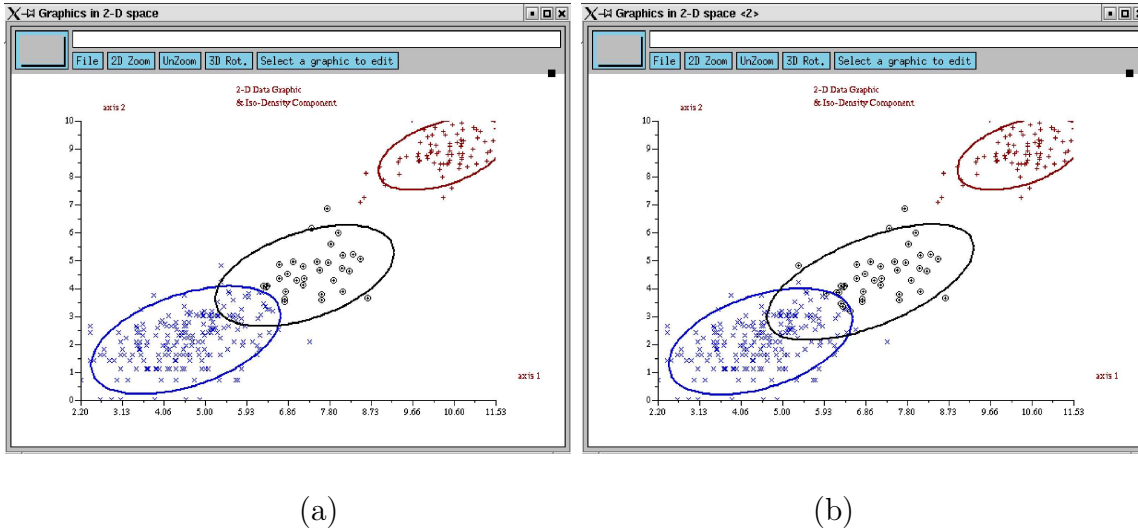 Graphics in 2-D space
File 2D Zoom UnZoom 3D Rot. Select a graphic to edit
2-D Data Graphic
& Iso-Density Component
axis 2
10
9
8
7
6
5
4
3
2
1
0
axis 1
2.20 3.13 4.06 5.00 5.93 6.86 7.80 8.73 9.66 10.60 11.53
(a)
Graphics in 2-D space <2>
File 2D Zoom UnZoom 3D Rot. Select a graphic to edit
2-D Data Graphic
& Iso-Density Component
axis 2
10
9
8
7
6
5
4
3
2
1
0
axis 1
2.20 3.13 4.06 5.00 5.93 6.86 7.80 8.73 9.66 10.60 11.53
(b)